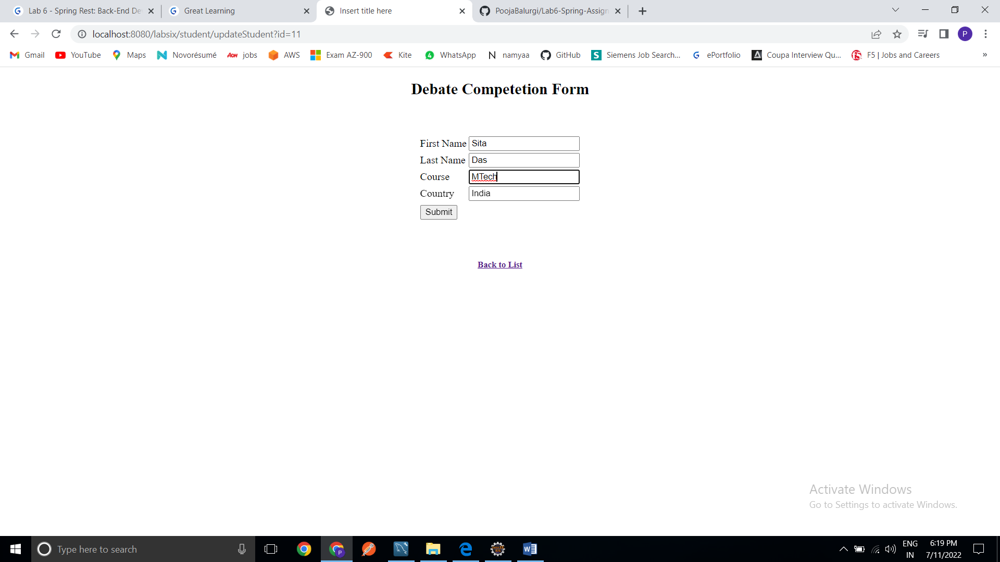 Lab 6 - Spring Rest: Back-End De
Great Learning
Insert title here
PoojaBalurgi/Lab6-Spring-Assign
localhost:8080/labsix/student/updateStudent?id=11
P
Gmail
YouTube
Maps
Novorésumé
AON jobs
AWS
Exam AZ-900
Kite
WhatsApp
namyaa
GitHub
Siemens Job Search...
ePortfolio
Coupa Interview Qu...
F5 | Jobs and Careers
»
Debate Competetion Form
First Name Sita
Last Name Das
Course MTech
Country India
Submit
Back to List
Activate Windows
Go to Settings to activate Windows.
Type here to search
ENG
IN
6:19 PM
7/11/2022